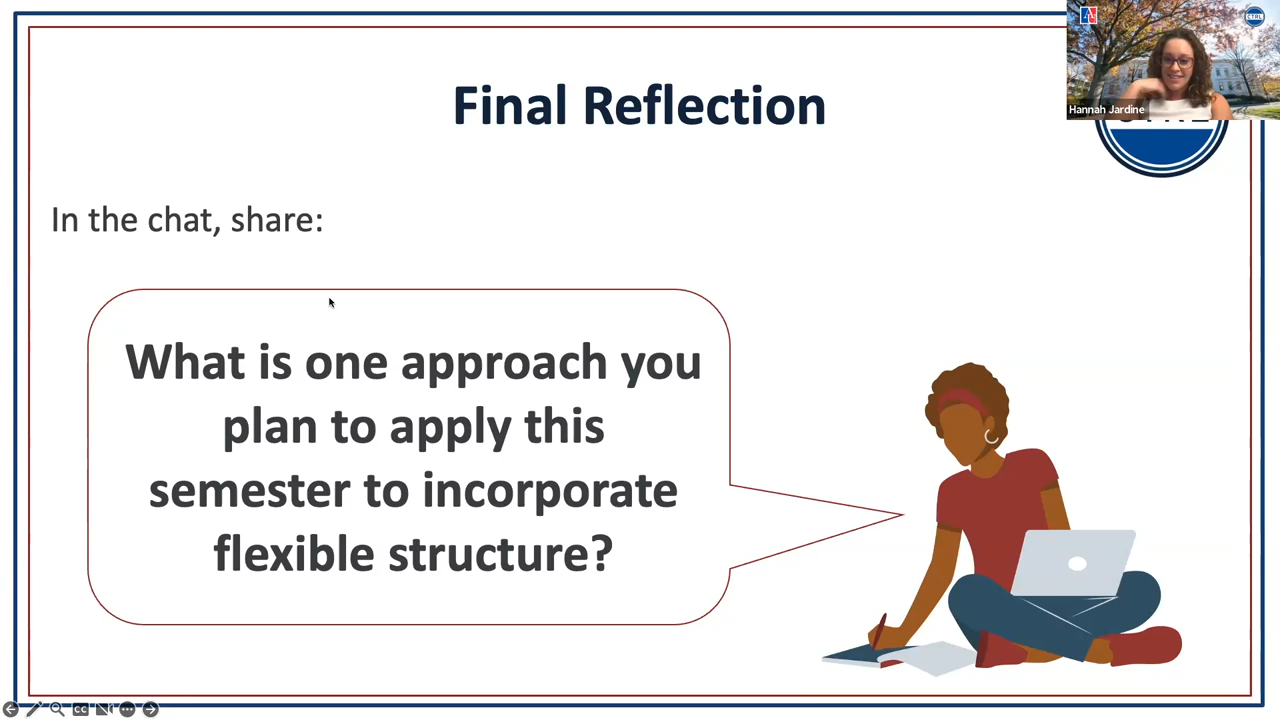 Final Reflection
Hannah Jardine
In the chat, share:
What is one approach you
plan to apply this
semester to incorporate
flexible structure?
CC